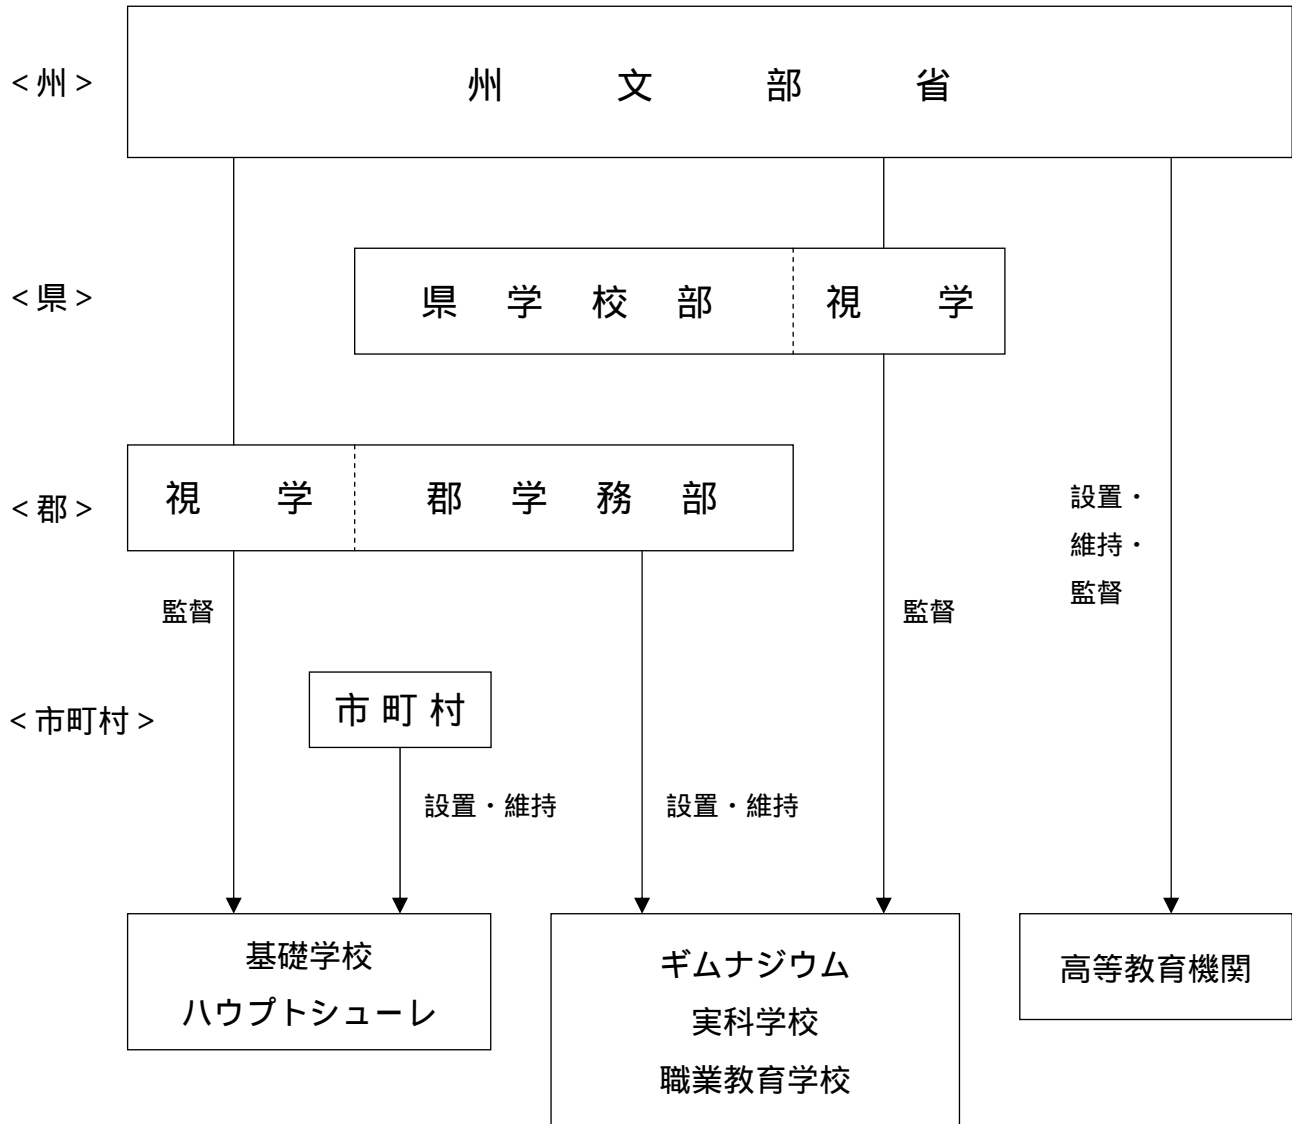 <州>
州文部省
<県>
県学校部
視学
<郡>
視学
郡学務部
設置・
維持・
監督
監督
監督
<市町村>
市町村
設置・維持
設置・維持
基礎学校
ハウプトシューレ
ギムナジウム
実科学校
職業教育学校
高等教育機関